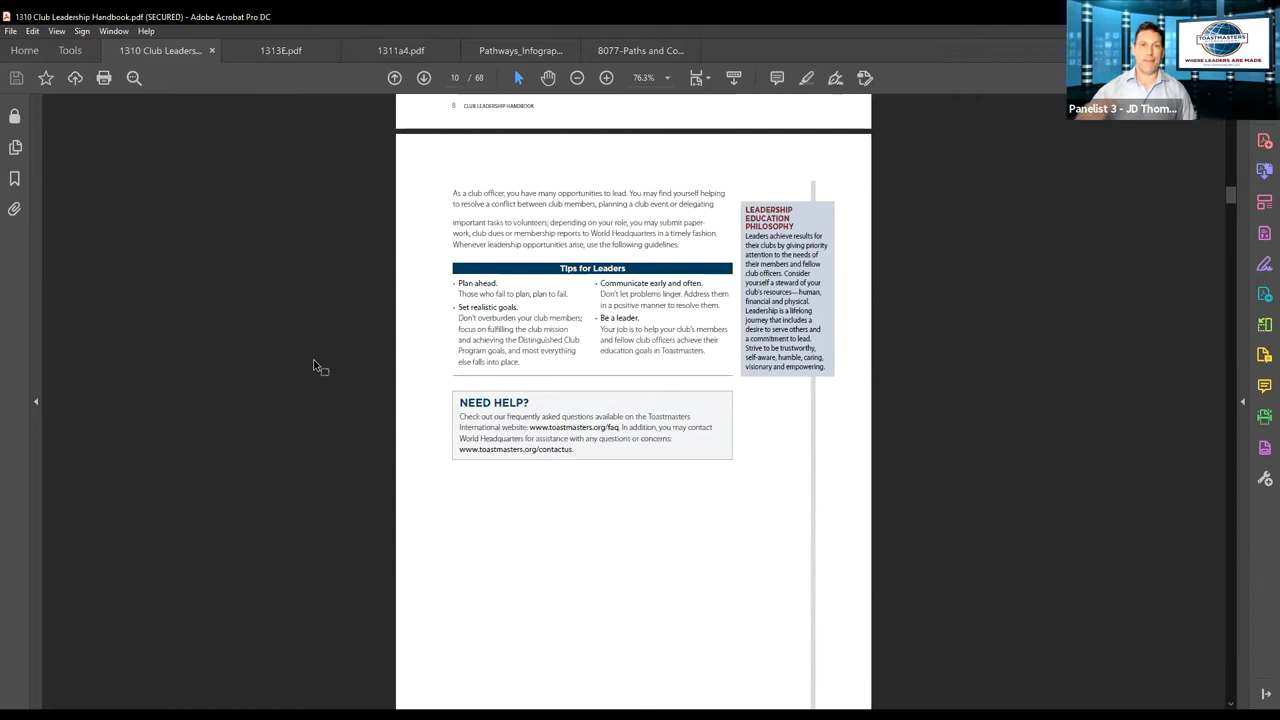 1310 Club Leadership Handbook.pdf (SECURED) - Adobe Acrobat Pro DC
File Edit View Sign Window Help
Home Tools 1310 Club Leaders... × 1313E.pdf 1311a4.pdf Pathways_Infograp... 8077-Paths and Co...
10 / 68 76.3%
TOASTMASTERS
INTERNATIONAL
WHERE LEADERS ARE MADE
Panelist 3 - JD Thom...
8 CLUB LEADERSHIP HANDBOOK
As a club officer, you have many opportunities to lead. You may find yourself helping
to resolve a conflict between club members, planning a club event or delegating
important tasks to volunteers; depending on your role, you may submit paper-
work, club dues or membership reports to World Headquarters in a timely fashion.
Whenever leadership opportunities arise, use the following guidelines:
Tips for Leaders
• Plan ahead.
Those who fail to plan, plan to fail.
• Set realistic goals.
Don't overburden your club members;
focus on fulfilling the club mission
and achieving the Distinguished Club
Program goals, and most everything
else falls into place.
• Communicate early and often.
Don't let problems linger. Address them
in a positive manner to resolve them.
• Be a leader.
Your job is to help your club's members
and fellow club officers achieve their
education goals in Toastmasters.
NEED HELP?
Check out our frequently asked questions available on the Toastmasters
International website: www.toastmasters.org/faq. In addition, you may contact
World Headquarters for assistance with any questions or concerns:
www.toastmasters.org/contactus.
LEADERSHIP
EDUCATION
PHILOSOPHY
Leaders achieve results for
their clubs by giving priority
attention to the needs of
their members and fellow
club officers. Consider
yourself a steward of your
club's resources—human,
financial and physical.
Leadership is a lifelong
journey that includes a
desire to serve others and
a commitment to lead.
Strive to be trustworthy,
self-aware, humble, caring,
visionary and empowering.